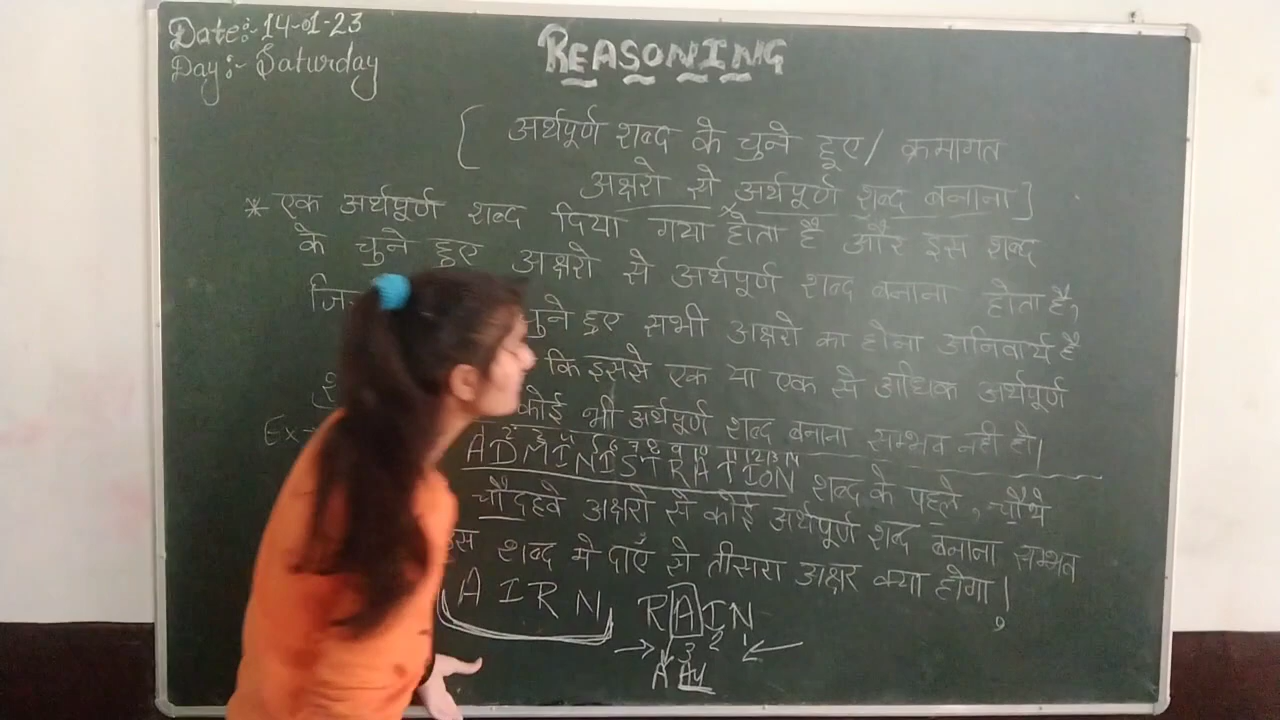 Date:-14-01-23
Day:- Saturday
REASONING
[ अर्थपूर्ण शब्द के चुने हूए/ क्रमागत
अक्षरो से अर्थपूर्ण शब्द बनाना ]
* एक अर्थपूर्ण शब्द दिया गया होता है और इस शब्द
के चुने हुए अक्षरो से अर्थपूर्ण शब्द बनाना होता है,
चुने हुए सभी अक्षरो का होना अनिवार्य है
कि इससे एक या एक से अधिक अर्थपूर्ण
कोई भी अर्थपूर्ण शब्द बनाना सम्भव नही हो।
Ex-
ADMINISTRATION शब्द के पहले, चौथे
चौदहवे अक्षरो से कोई अर्थपूर्ण शब्द बनाना सम्भव
शब्द मे दाएँ से तीसरा अक्षर क्या होगा।
A I R N RAIN
3 2 1